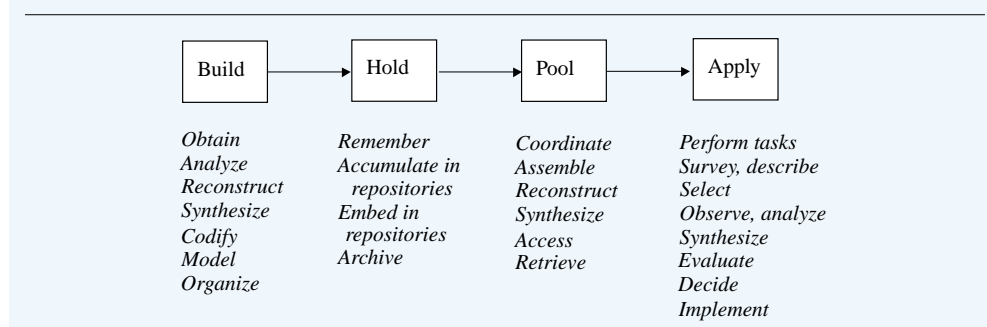 Build
Hold
Pool
Apply
Obtain
Analyze
Reconstruct
Synthesize
Codify
Model
Organize
Remember
Accumulate in
repositories
Embed in
repositories
Archive
Coordinate
Assemble
Reconstruct
Synthesize
Access
Retrieve
Perform tasks
Survey, describe
Select
Observe, analyze
Synthesize
Evaluate
Decide
Implement